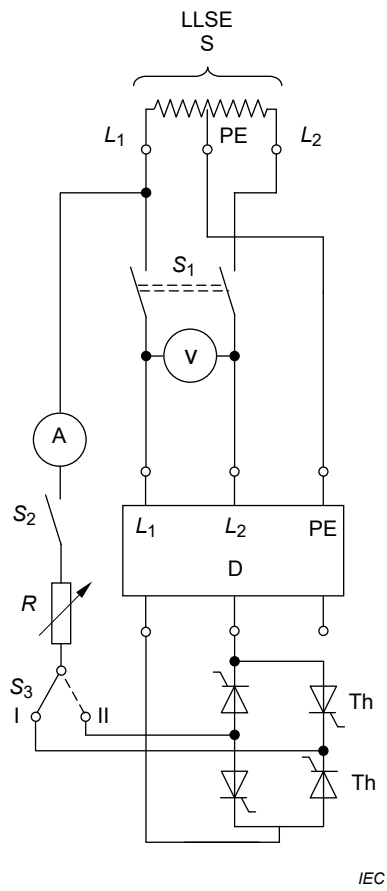 LLSE
S
L1 PE L2
S1
V
A
S2
L1 L2 PE
D
R
S3
I II
Th
Th
IEC